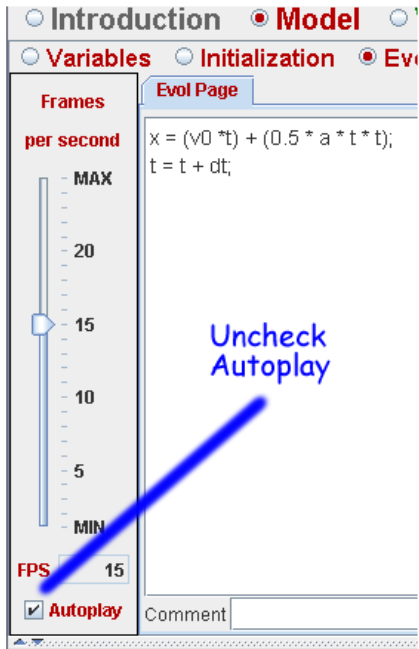 Introduction Model
Variables Initialization
Frames
per second
Evol Page
x = (v0 *t) + (0.5 * a * t * t);
t = t + dt;
MAX
20
15
10
5
MIN
Uncheck
Autoplay
FPS 15
Autoplay
Comment